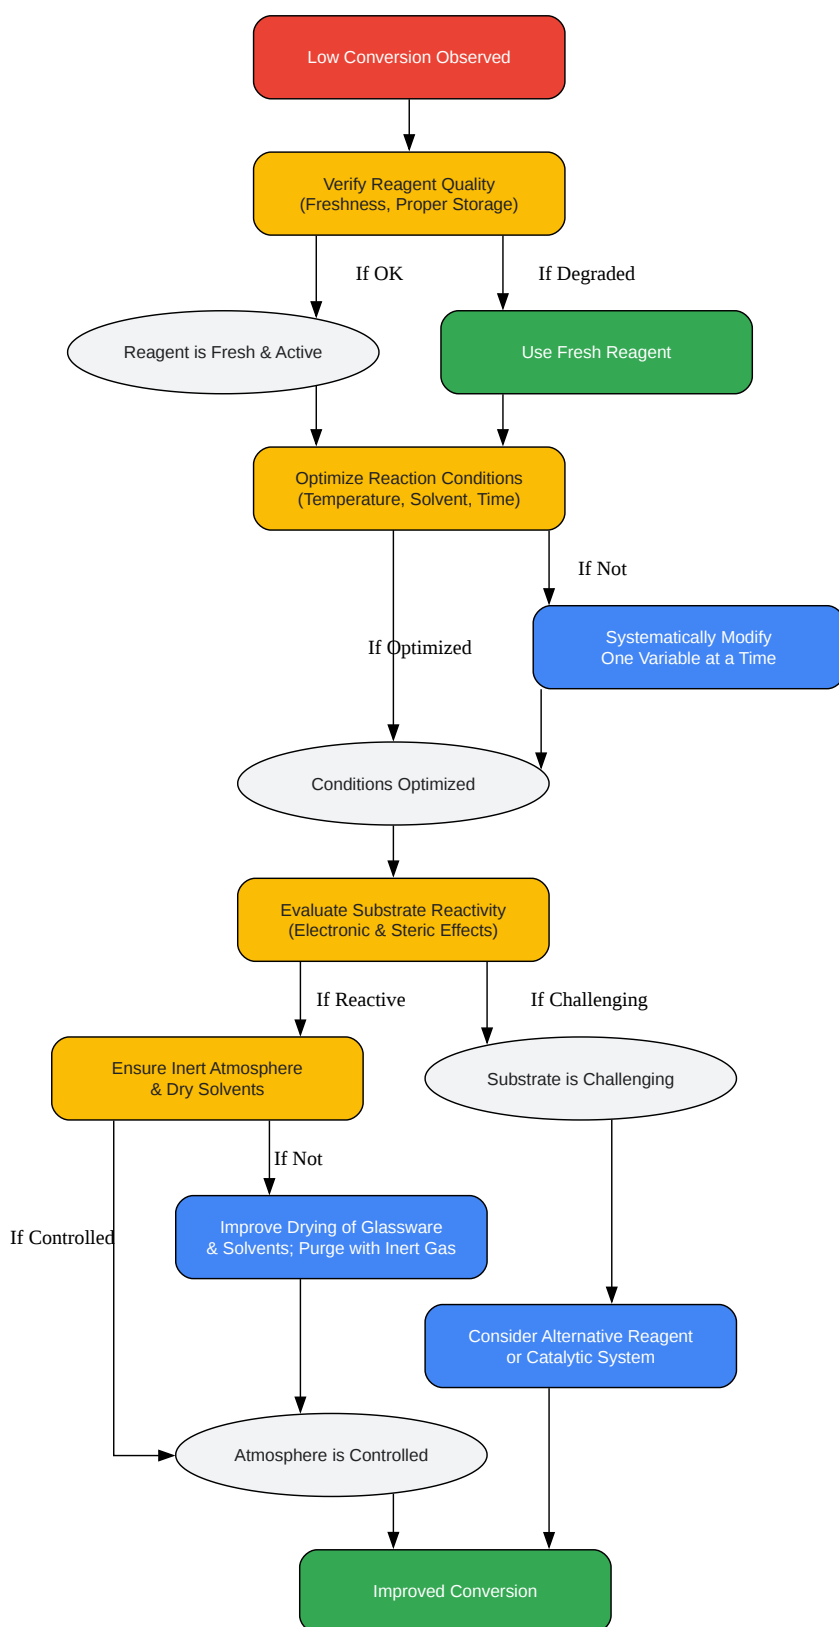 Low Conversion Observed
Verify Reagent Quality
(Freshness, Proper Storage)
If OK
If Degraded
Reagent is Fresh & Active
Use Fresh Reagent
Optimize Reaction Conditions
(Temperature, Solvent, Time)
If Not
Systematically Modify
One Variable at a Time
If Optimized
Conditions Optimized
Evaluate Substrate Reactivity
(Electronic & Steric Effects)
If Reactive
If Challenging
Ensure Inert Atmosphere
& Dry Solvents
Substrate is Challenging
If Not
If Controlled
Improve Drying of Glassware
& Solvents; Purge with Inert Gas
Consider Alternative Reagent
or Catalytic System
Atmosphere is Controlled
Improved Conversion